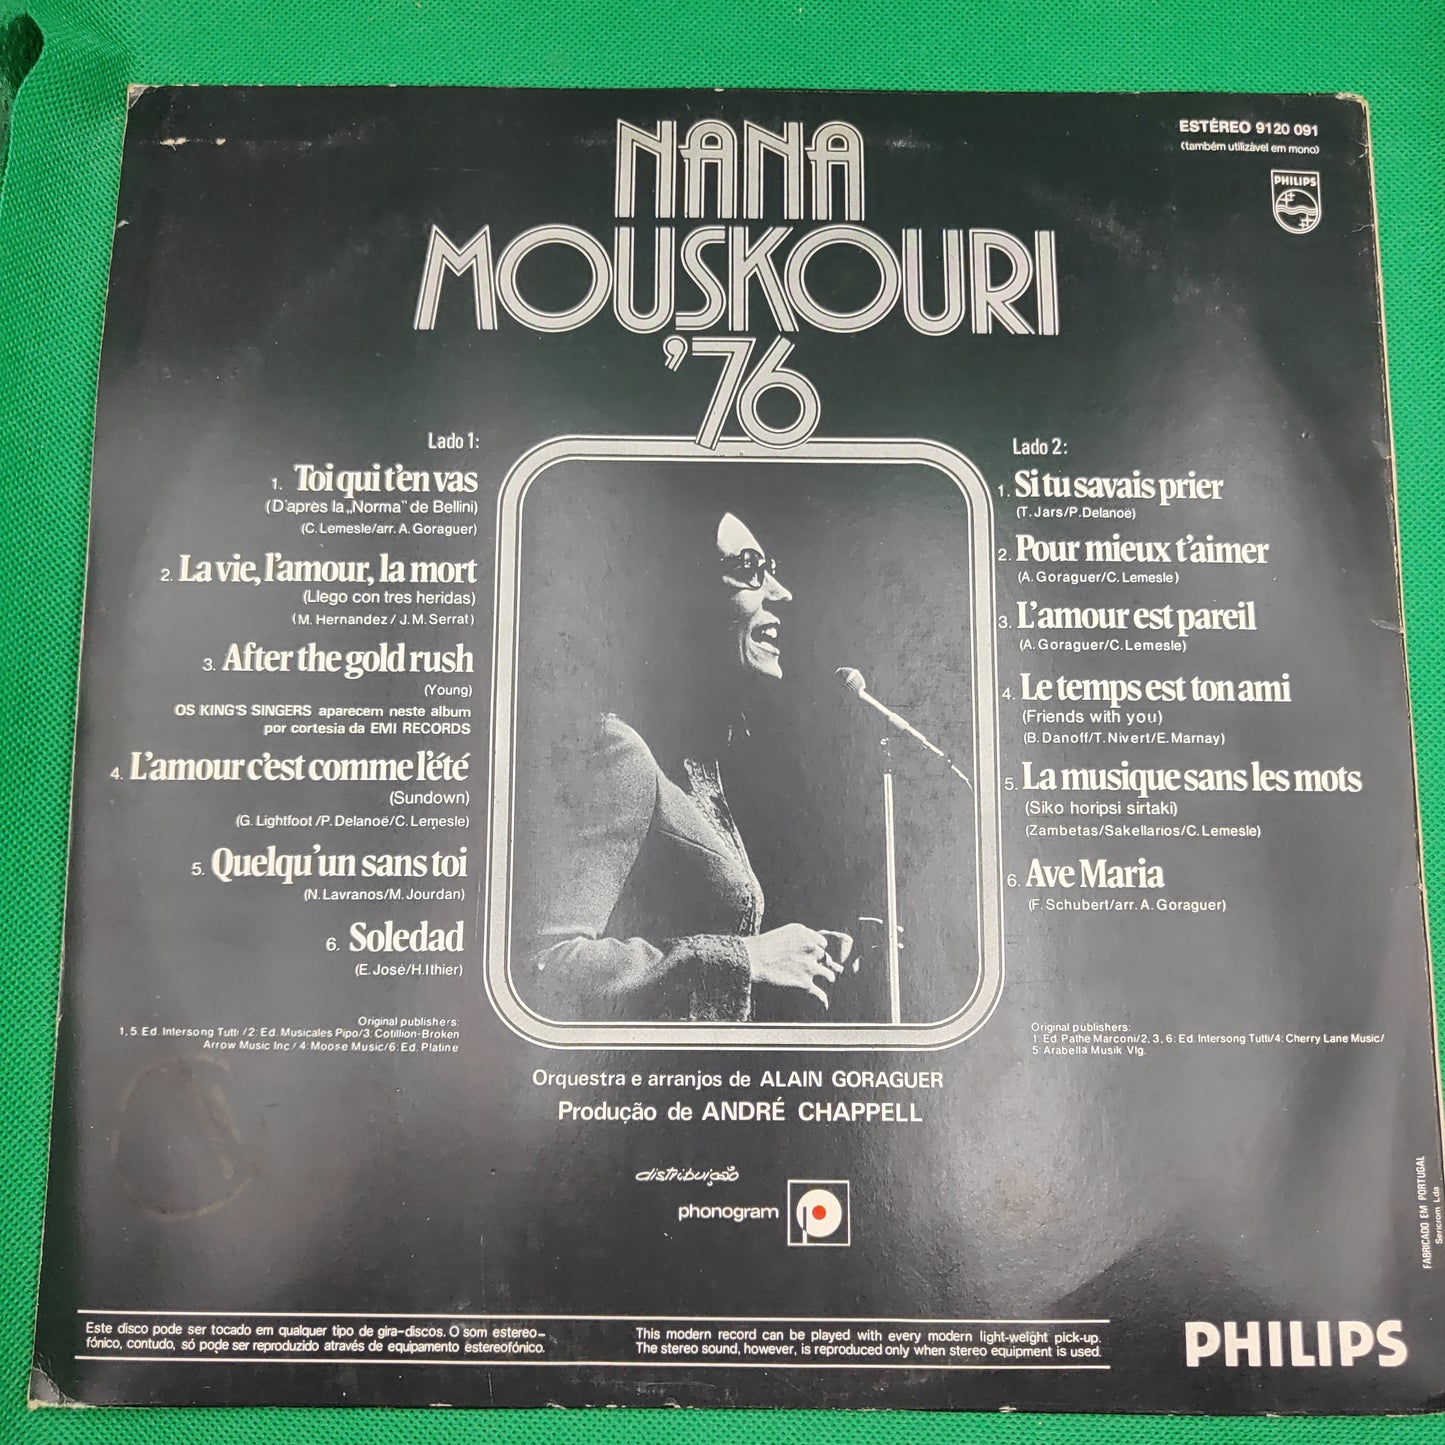 NANA
MOUSKOURI
'76
ESTÉREO 9120 091
(também utilizável em mono)
PHILIPS
Lado 1:
1. Toi qui t'en vas
(D'après la „Norma" de Bellini)
(C. Lemesle/arr. A. Goraguer)
2. La vie, l'amour, la mort
(Llego con tres heridas)
(M. Hernandez / J. M. Serrat)
3. After the gold rush
(Young)
OS KING'S SINGERS aparecem neste album
por cortesia da EMI RECORDS
4. L'amour c'est comme l'été
(Sundown)
(G. Lightfoot /P. Delanoë/C. Lemesle)
5. Quelqu'un sans toi
(N. Lavranos/M. Jourdan)
6. Soledad
(E. José/H. Ithier)
Original publishers:
1, 5: Ed. Intersong Tutti /2: Ed. Musicales Pipo/3: Cotillion-Broken
Arrow Music Inc./ 4: Moose Music/6: Ed. Platine
Lado 2:
1. Si tu savais prier
(T. Jars/P. Delanoë)
2. Pour mieux t'aimer
(A. Goraguer/C. Lemesle)
3. L'amour est pareil
(A. Goraguer/C. Lemesle)
4. Le temps est ton ami
(Friends with you)
(B. Danoff/T. Nivert/E. Marnay)
5. La musique sans les mots
(Siko horipsi sirtaki)
(Zambetas/Sakellarios/C. Lemesle)
6. Ave Maria
(F. Schubert/arr. A. Goraguer)
Original publishers:
1: Ed. Pathe Marconi/2, 3, 6: Ed. Intersong Tutti/4: Cherry Lane Music/
5: Arabella Musik Vlg.
Orquestra e arranjos de ALAIN GORAGUER
Produção de ANDRÉ CHAPPELL
distribuição
phonogram
FABRICADO EM PORTUGAL
Sericrom Lda
Este disco pode ser tocado em qualquer tipo de gira-discos. O som estereo-
fónico, contudo, só pode ser reproduzido através de equipamento estereofónico.
This modern record can be played with every modern light-weight pick-up.
The stereo sound, however, is reproduced only when stereo equipment is used.
PHILIPS